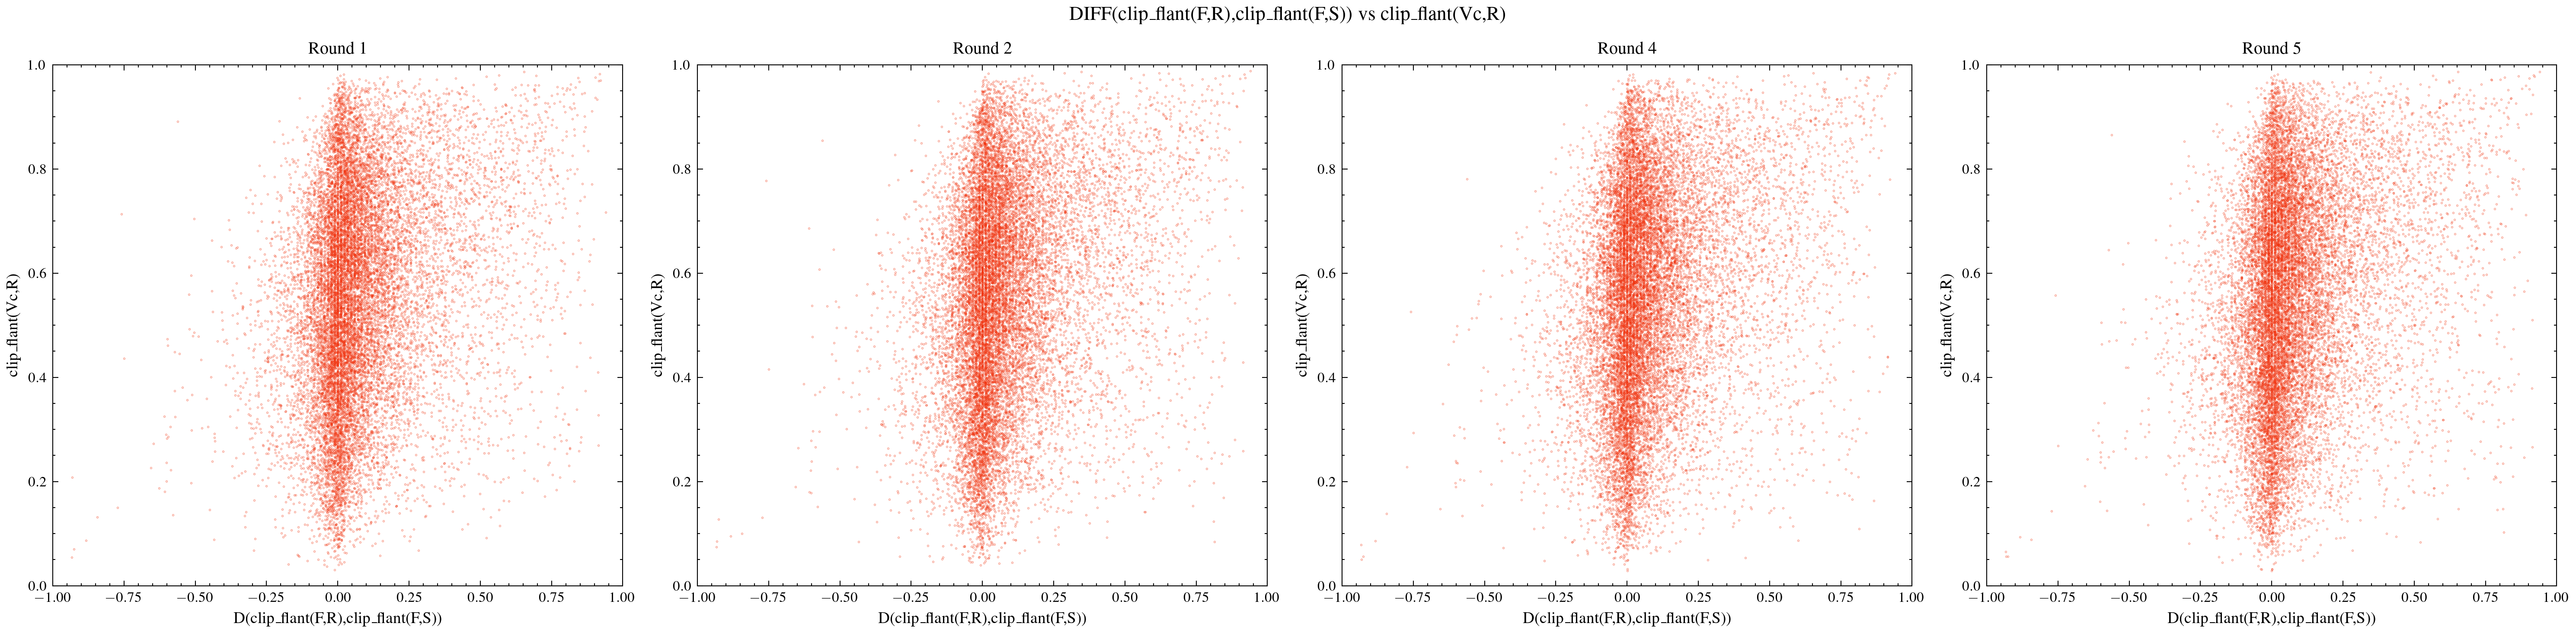 DIFF(clip_flant(F,R),clip_flant(F,S)) vs clip_flant(Vc,R)
Round 1
Round 2
Round 4
Round 5
1.0
0.8
0.6
0.4
0.2
0.0
clip_flant(Vc,R)
−1.00 −0.75 −0.50 −0.25 0.00 0.25 0.50 0.75 1.00
D(clip_flant(F,R),clip_flant(F,S))
1.0
0.8
0.6
0.4
0.2
0.0
clip_flant(Vc,R)
−1.00 −0.75 −0.50 −0.25 0.00 0.25 0.50 0.75 1.00
D(clip_flant(F,R),clip_flant(F,S))
1.0
0.8
0.6
0.4
0.2
0.0
clip_flant(Vc,R)
−1.00 −0.75 −0.50 −0.25 0.00 0.25 0.50 0.75 1.00
D(clip_flant(F,R),clip_flant(F,S))
1.0
0.8
0.6
0.4
0.2
0.0
clip_flant(Vc,R)
−1.00 −0.75 −0.50 −0.25 0.00 0.25 0.50 0.75 1.00
D(clip_flant(F,R),clip_flant(F,S))